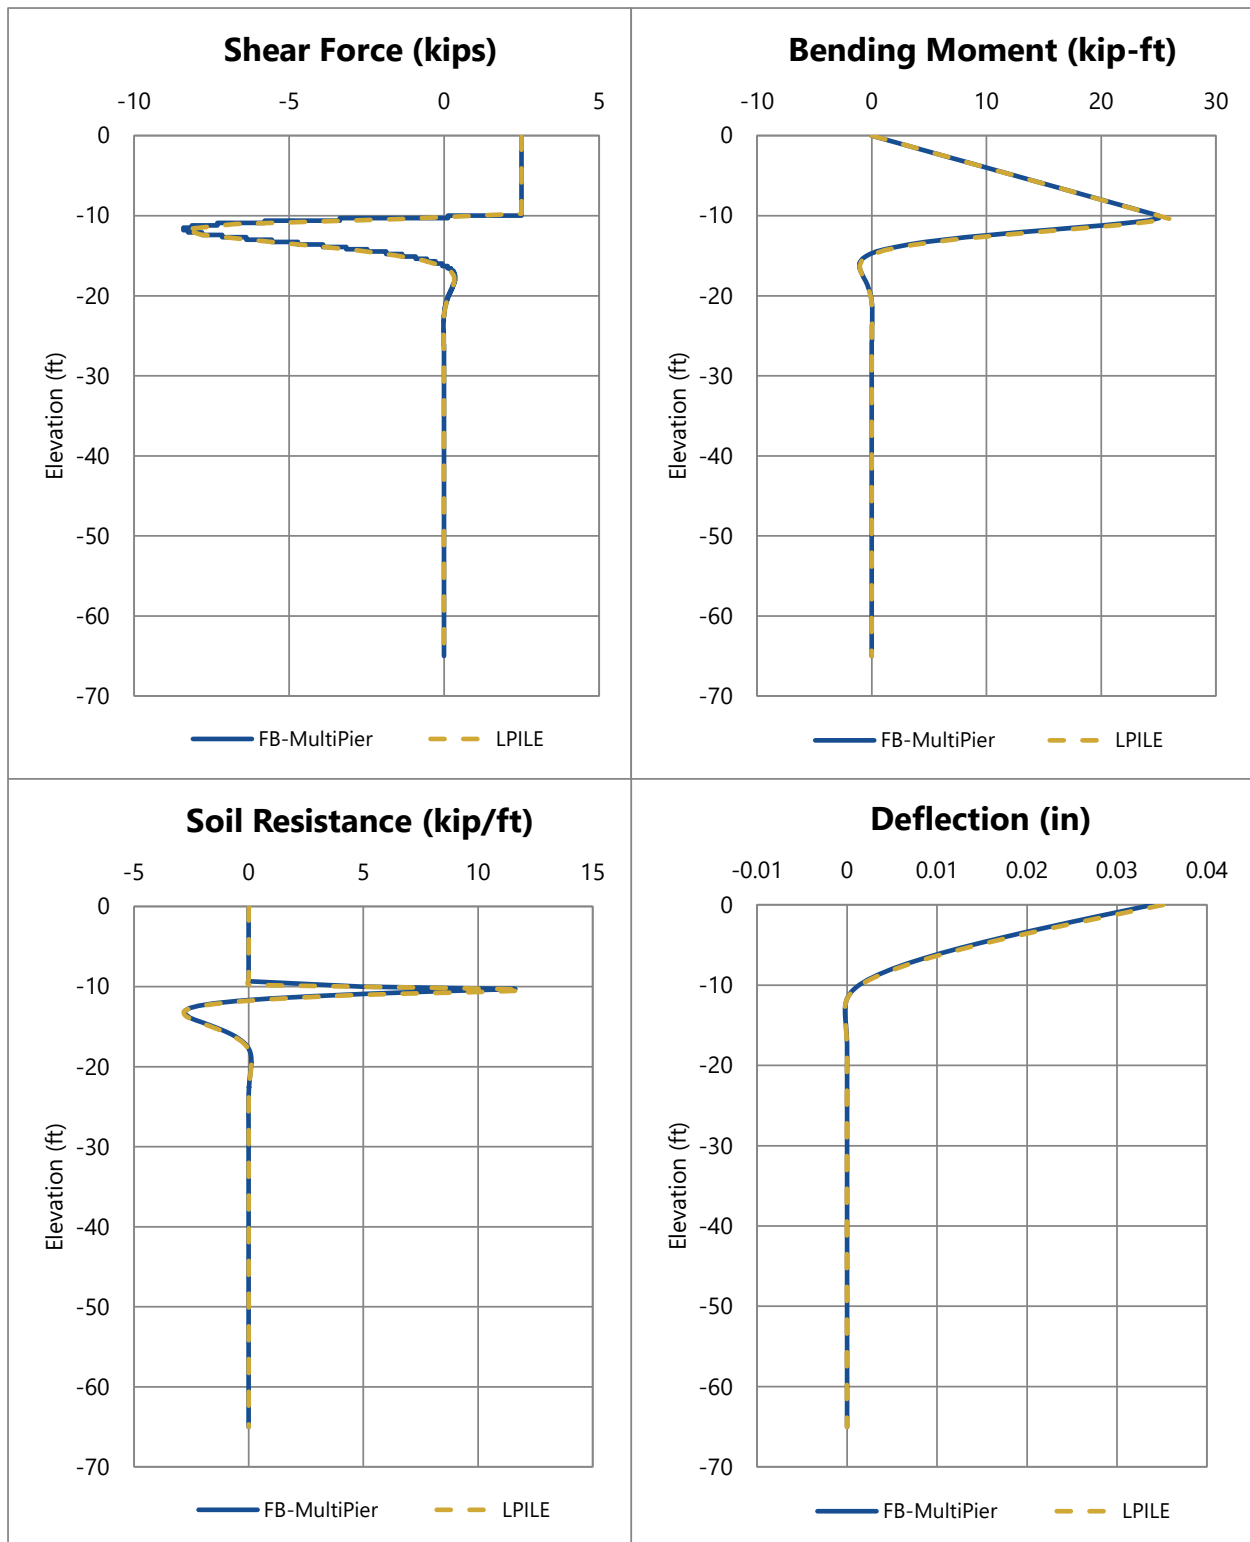 Shear Force (kips)
-10 -5 0 5
0
-10
-20
-30
-40
-50
-60
-70
Elevation (ft)
FB-MultiPier LPILE
Bending Moment (kip-ft)
-10 0 10 20 30
0
-10
-20
-30
-40
-50
-60
-70
Elevation (ft)
FB-MultiPier LPILE
Soil Resistance (kip/ft)
-5 0 5 10 15
0
-10
-20
-30
-40
-50
-60
-70
Elevation (ft)
FB-MultiPier LPILE
Deflection (in)
-0.01 0 0.01 0.02 0.03 0.04
0
-10
-20
-30
-40
-50
-60
-70
Elevation (ft)
FB-MultiPier LPILE